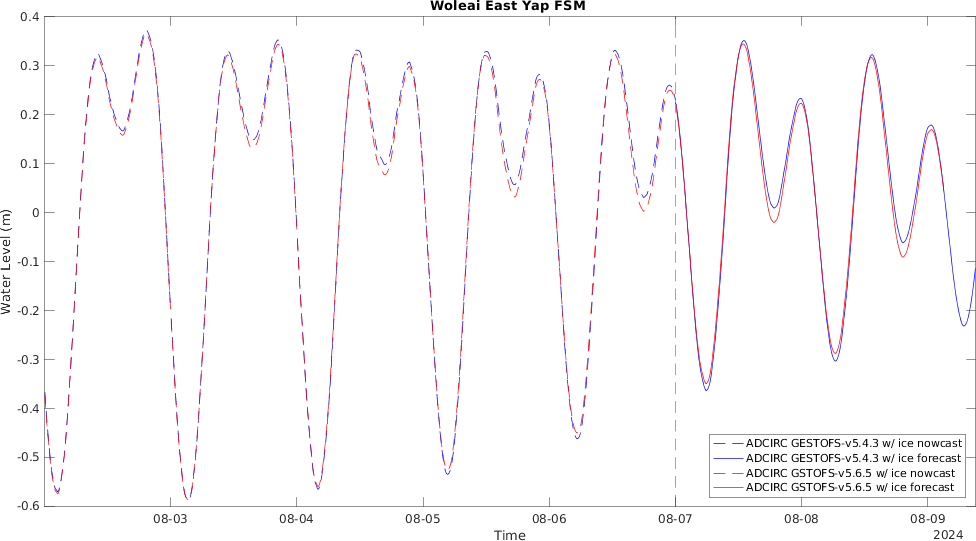 Woleai East Yap FSM
0.4
0.3
0.2
0.1
0
-0.1
-0.2
-0.3
-0.4
-0.5
-0.6
Water Level (m)
08-03 08-04 08-05 08-06 08-07 08-08 08-09
Time
2024
ADCIRC GESTOFS-v5.4.3 w/ ice nowcast
ADCIRC GESTOFS-v5.4.3 w/ ice forecast
ADCIRC GSTOFS-v5.6.5 w/ ice nowcast
ADCIRC GSTOFS-v5.6.5 w/ ice forecast